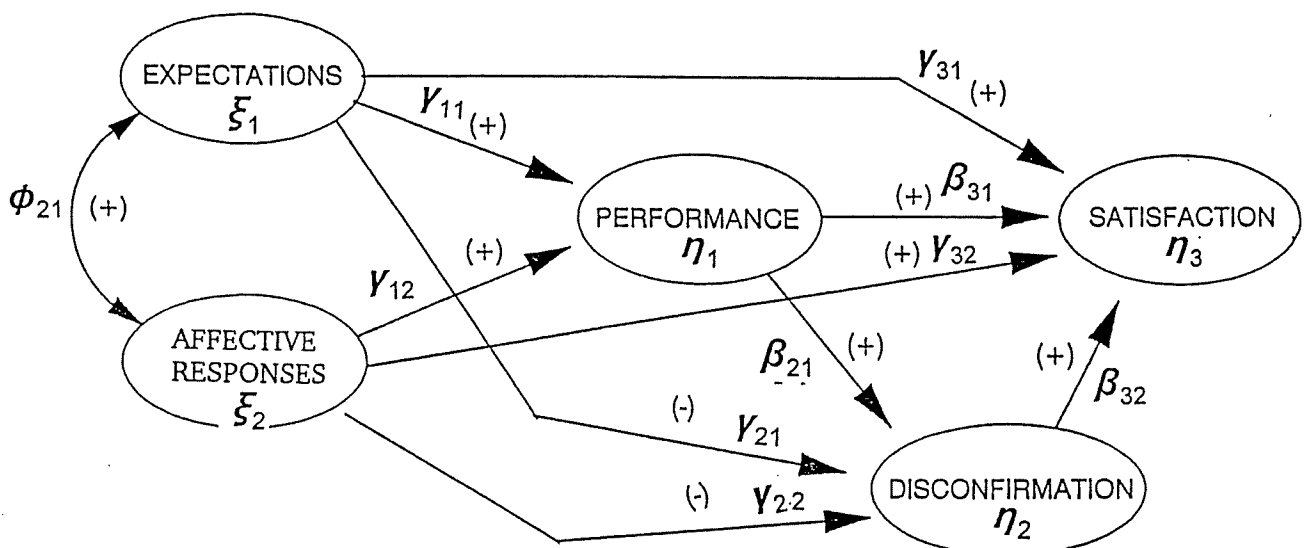 EXPECTATIONS
ξ1
γ31
(+)
γ11
(+)
ϕ21
(+)
PERFORMANCE
η1
(+) β31
SATISFACTION
η3
(+) γ32
(+)
γ12
AFFECTIVE
RESPONSES
ξ2
β21
(+)
(+)
β32
(-)
γ21
(-)
γ22
DISCONFIRMATION
η2